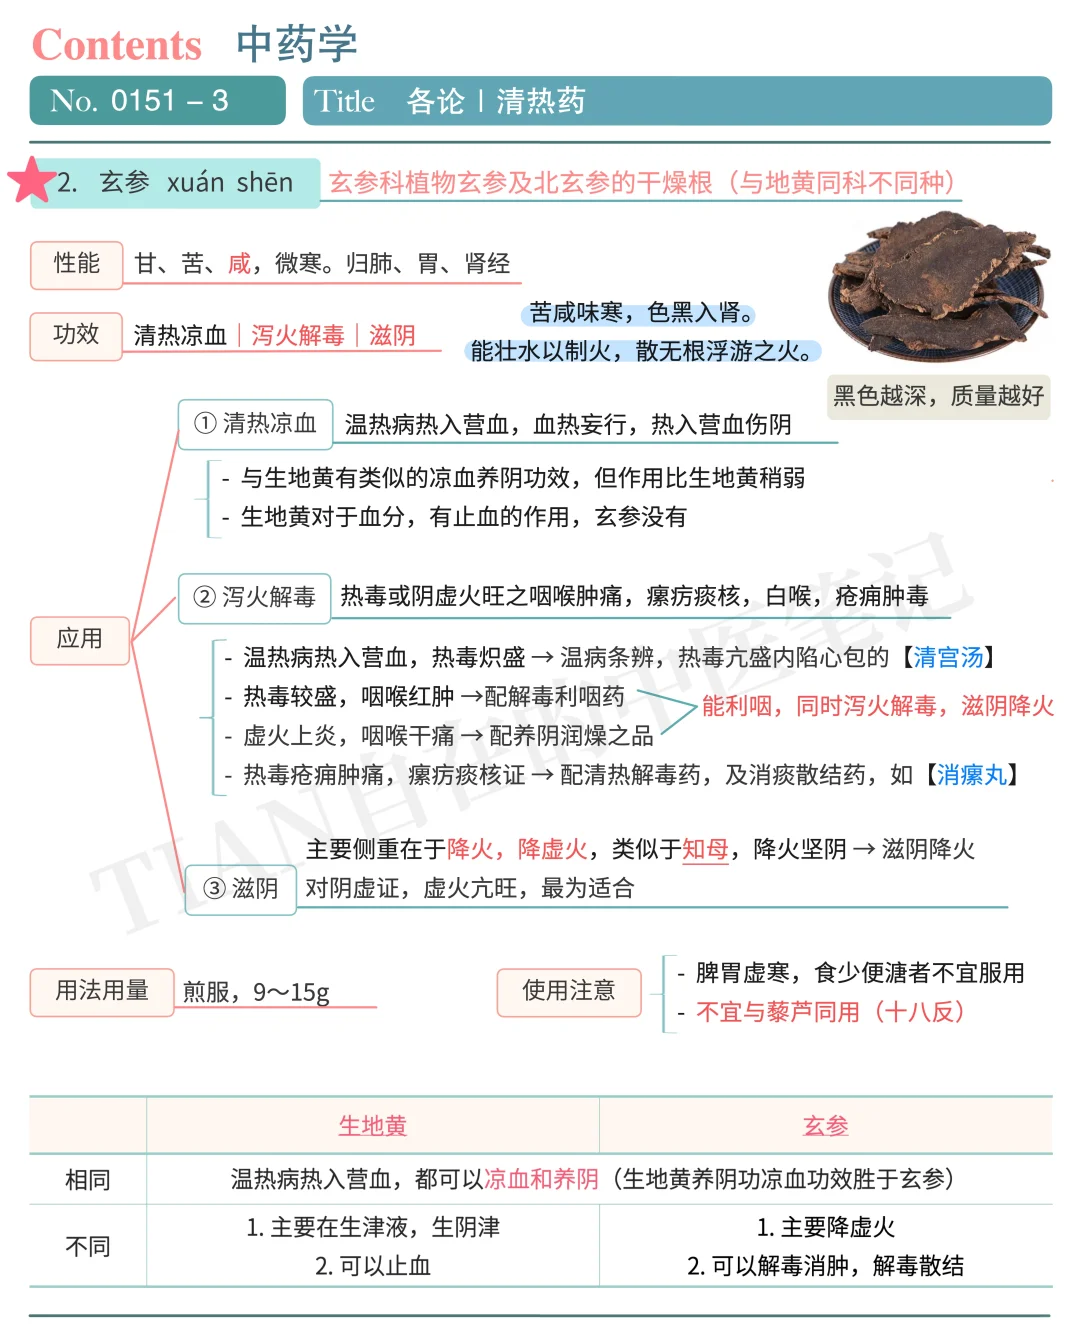 Contents 中药学
No. 0151 – 3
Title 各论 | 清热药
2. 玄参 xuán shēn 玄参科植物玄参及北玄参的干燥根（与地黄同科不同种）
性能 甘、苦、咸，微寒。归肺、胃、肾经
功效 清热凉血｜泻火解毒｜滋阴
苦咸味寒，色黑入肾。
能壮水以制火，散无根浮游之火。
黑色越深，质量越好
应用
① 清热凉血 温热病热入营血，血热妄行，热入营血伤阴
- 与生地黄有类似的凉血养阴功效，但作用比生地黄稍弱
- 生地黄对于血分，有止血的作用，玄参没有
② 泻火解毒 热毒或阴虚火旺之咽喉肿痛，瘰疬痰核，白喉，疮痈肿毒
- 温热病热入营血，热毒炽盛 → 温病条辨，热毒亢盛内陷心包的【清宫汤】
- 热毒较盛，咽喉红肿 →配解毒利咽药
- 虚火上炎，咽喉干痛 → 配养阴润燥之品
能利咽，同时泻火解毒，滋阴降火
- 热毒疮痈肿痛，瘰疬痰核证 → 配清热解毒药，及消痰散结药，如【消瘰丸】
③ 滋阴
主要侧重在于降火，降虚火，类似于知母，降火坚阴 → 滋阴降火
对阴虚证，虚火亢旺，最为适合
用法用量 煎服，9～15g
使用注意
- 脾胃虚寒，食少便溏者不宜服用
- 不宜与藜芦同用（十八反）
生地黄 玄参
相同 温热病热入营血，都可以凉血和养阴（生地黄养阴功凉血功效胜于玄参）
不同
1. 主要在生津液，生阴津 1. 主要降虚火
2. 可以止血 2. 可以解毒消肿，解毒散结
TIAN自在的中医笔记